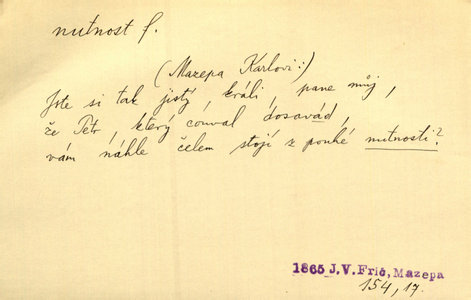 nutnost f.
(Mazepa Karlovi:)
Jste si tak jistý, králi, pane můj,
že Petr, který couval dosavád,
vám náhle čelem stojí z pouhé nutnosti?
1865 J.V.Frič, Mazepa
154, 17.